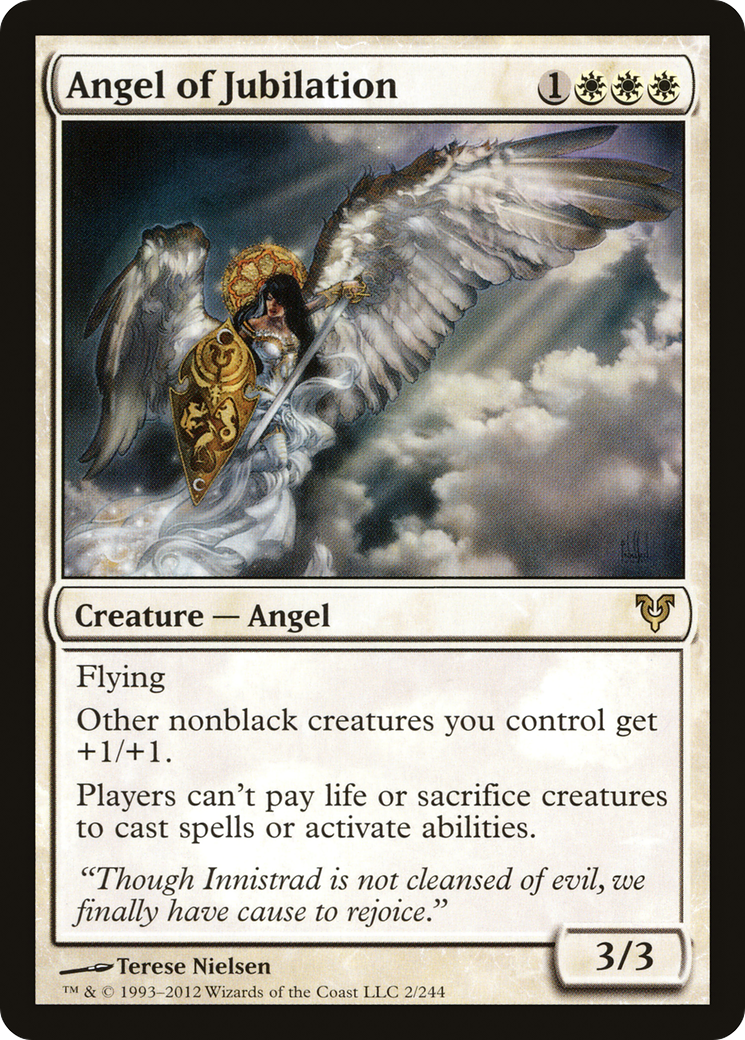 Angel of Jubilation 1
Creature — Angel
Flying
Other nonblack creatures you control get
+1/+1.
Players can't pay life or sacrifice creatures
to cast spells or activate abilities.
“Though Innistrad is not cleansed of evil, we
finally have cause to rejoice.”
3/3
Terese Nielsen
™ & © 1993–2012 Wizards of the Coast LLC 2/244